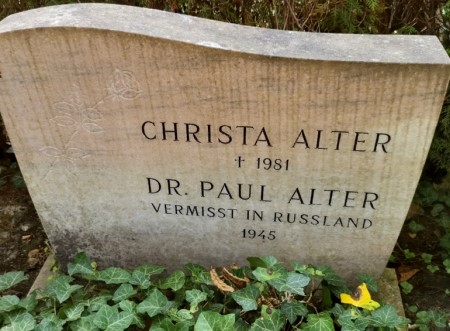 CHRISTA ALTER
† 1981
DR. PAUL ALTER
VERMISST IN RUSSLAND
1945